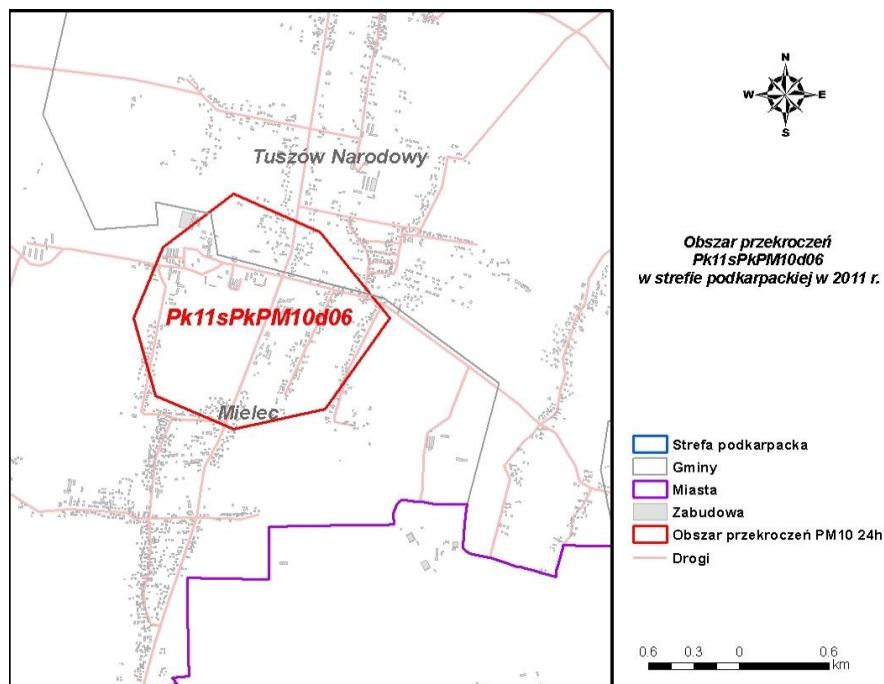 N
W E
S
Tuszów Narodowy
Obszar przekroczeń
Pk11sPkPM10d06
w strefie podkarpackiej w 2011 r.
Pk11sPkPM10d06
Mielec
Strefa podkarpacka
Gminy
Miasta
Zabudowa
Obszar przekroczeń PM10 24h
Drogi
0.6 0.3 0 0.6
km